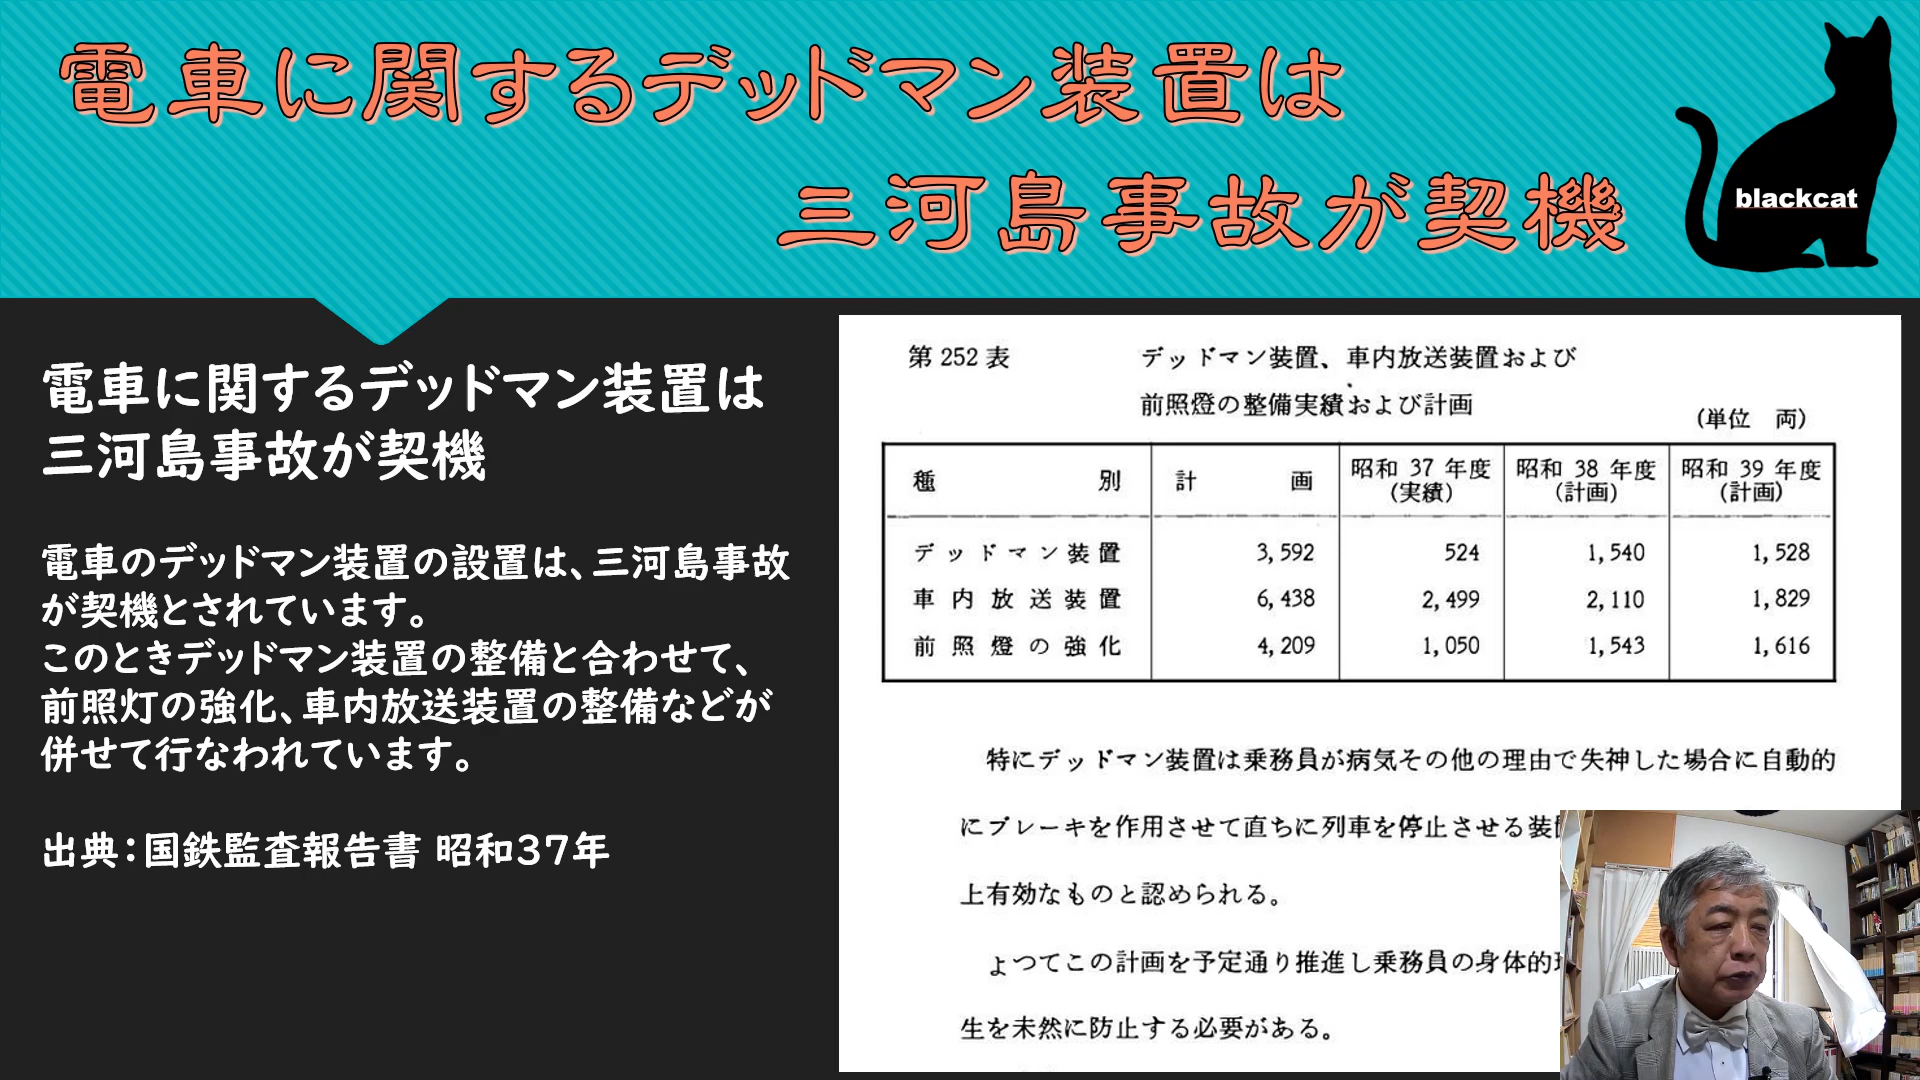 電車に関するデッドマン装置は
三河島事故が契機
blackcat
電車に関するデッドマン装置は
三河島事故が契機
電車のデッドマン装置の設置は、三河島事故
が契機とされています。
このときデッドマン装置の整備と合わせて、
前照灯の強化、車内放送装置の整備などが
併せて行なわれています。
出典：国鉄監査報告書 昭和37年
第 252 表 デッドマン装置、車内放送装置および
前照燈の整備実績および計画
(単位 両)
種別 計画 昭和 37 年度 (実績) 昭和 38 年度 (計画) 昭和 39 年度 (計画)
デッドマン装置 3,592 524 1,540 1,528
車内放送装置 6,438 2,499 2,110 1,829
前照燈の強化 4,209 1,050 1,543 1,616
特にデッドマン装置は乗務員が病気その他の理由で失神した場合に自動的
にブレーキを作用させて直ちに列車を停止させる装
上有効なものと認められる。
よつてこの計画を予定通り推進し乗務員の身体的
生を未然に防止する必要がある。